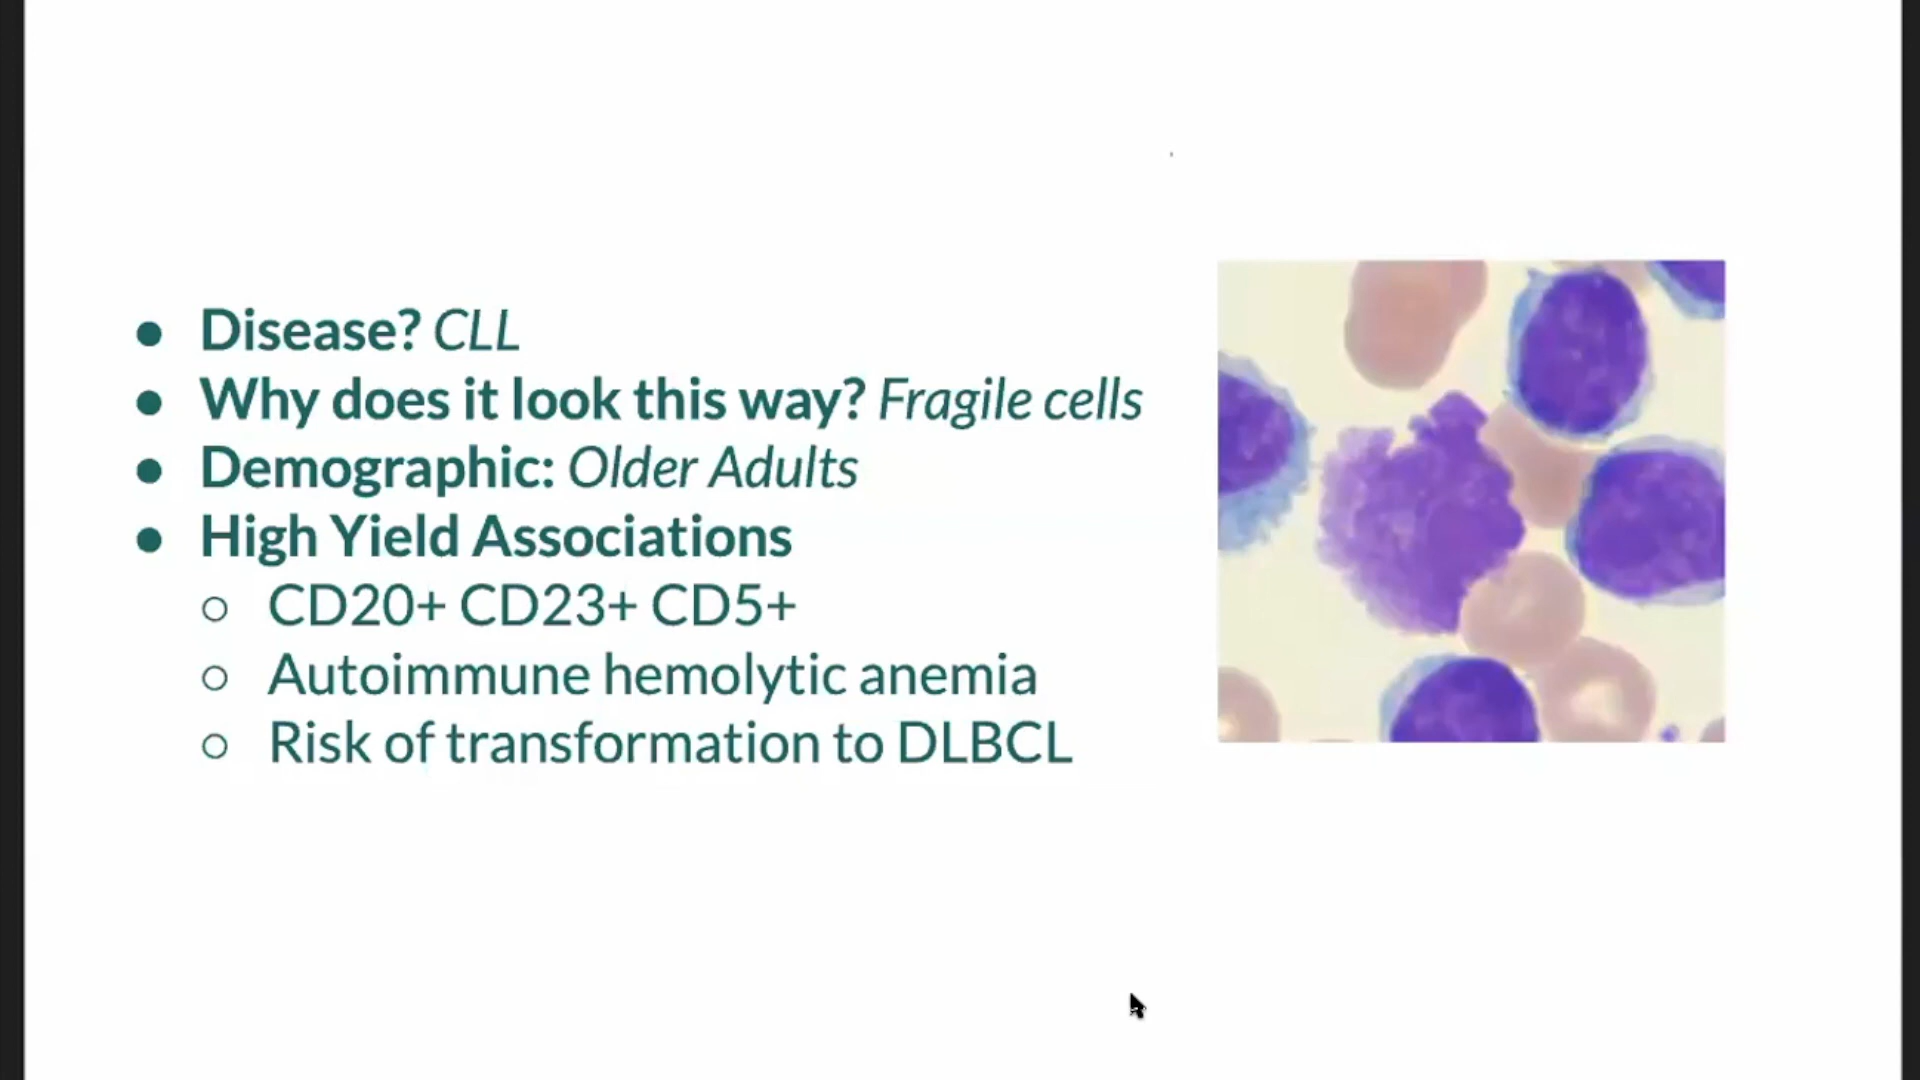 ● Disease? CLL
● Why does it look this way? Fragile cells
● Demographic: Older Adults
● High Yield Associations
○ CD20+ CD23+ CD5+
○ Autoimmune hemolytic anemia
○ Risk of transformation to DLBCL